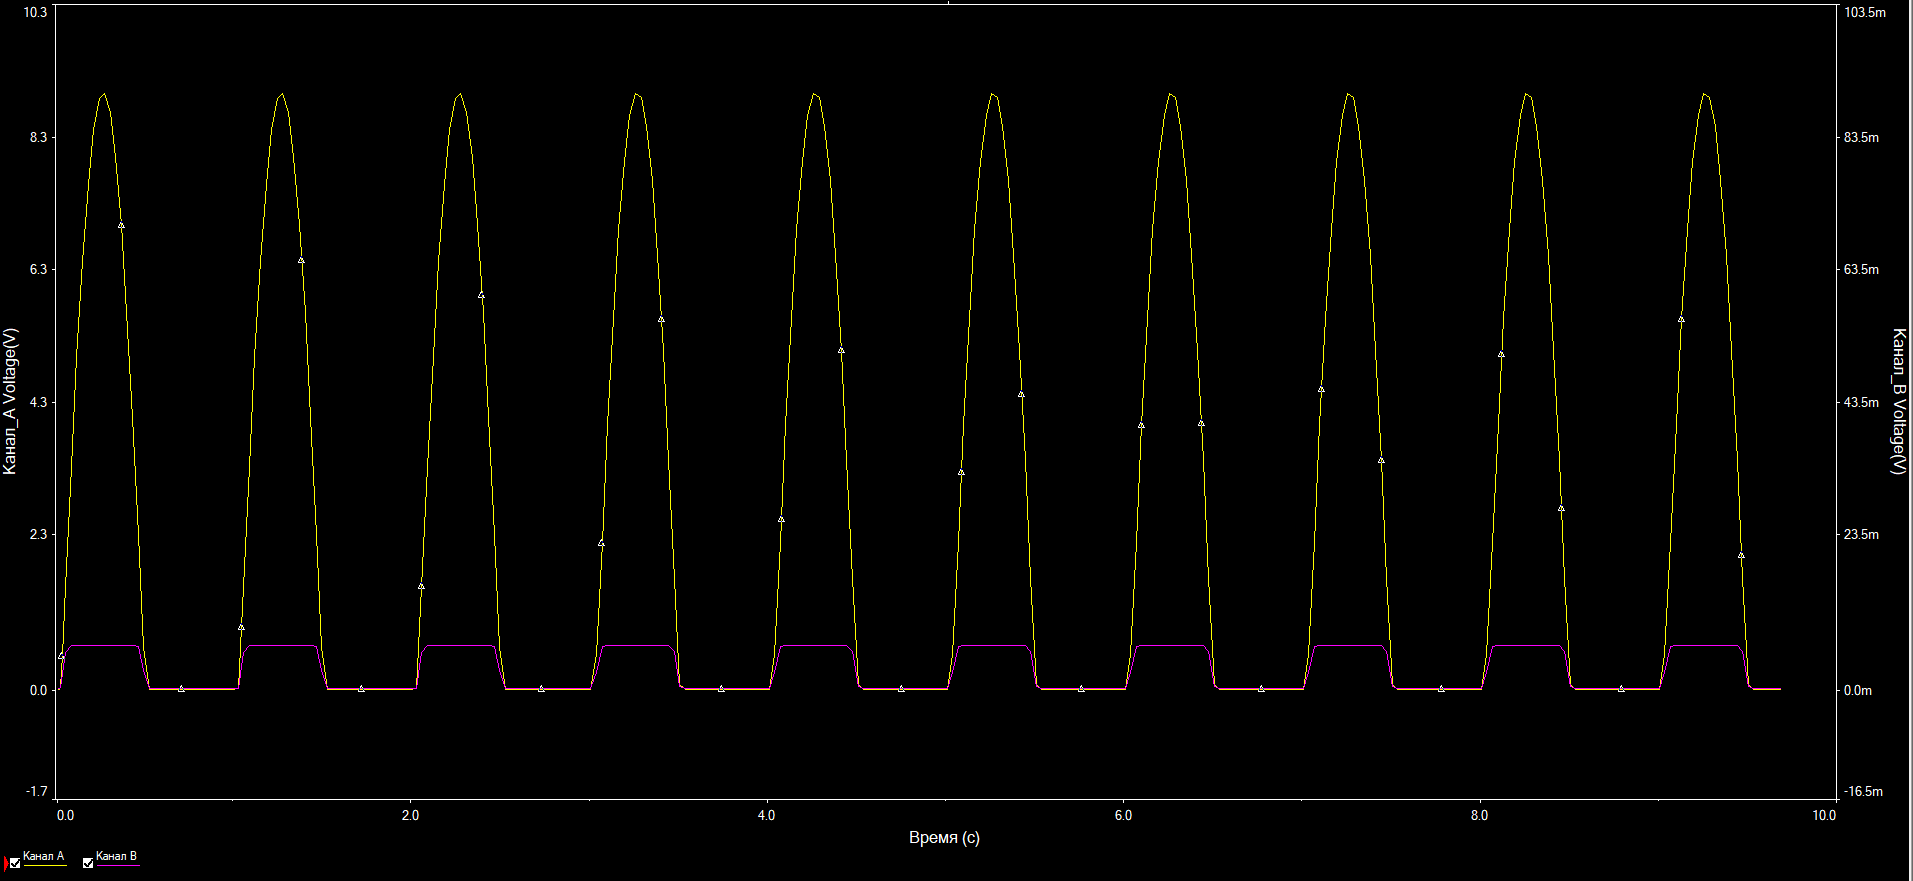 10.3
8.3
6.3
4.3
2.3
0.0
-1.7
Канал_А Voltage(V)
103.5m
83.5m
63.5m
43.5m
23.5m
0.0m
-16.5m
Канал_В Voltage(V)
0.0 2.0 4.0 6.0 8.0 10.0
Время (с)
Канал А Канал В